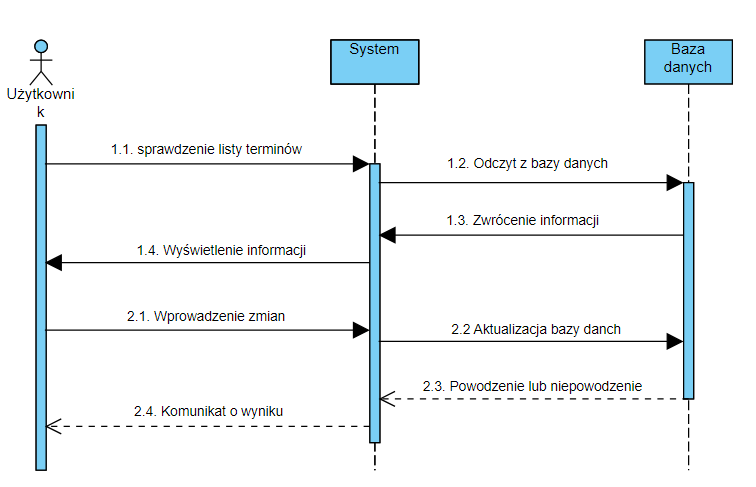 System
Baza
danych
Użytkowni
k
1.1. sprawdzenie listy terminów
1.2. Odczyt z bazy danych
1.3. Zwrócenie informacji
1.4. Wyświetlenie informacji
2.1. Wprowadzenie zmian
2.2 Aktualizacja bazy danch
2.3. Powodzenie lub niepowodzenie
2.4. Komunikat o wyniku